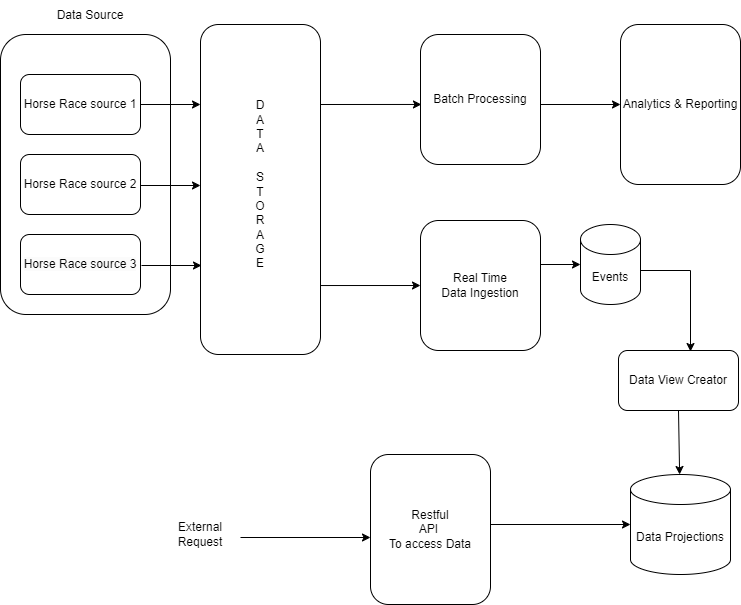 Data Source
Horse Race source 1
Horse Race source 2
Horse Race source 3
D
A
T
A
S
T
O
R
A
G
E
Batch Processing
Analytics & Reporting
Real Time
Data Ingestion
Events
Data View Creator
External
Request
Restful
API
To access Data
Data Projections